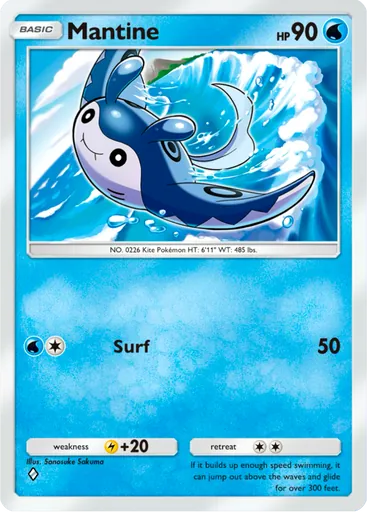 BASIC Mantine HP 90
NO. 0226 Kite Pokémon HT: 6'11" WT: 485 lbs.
Surf 50
weakness +20 retreat
Illus. Sonosuke Sakuma
If it builds up enough speed swimming, it
can jump out above the waves and glide
for over 300 feet.